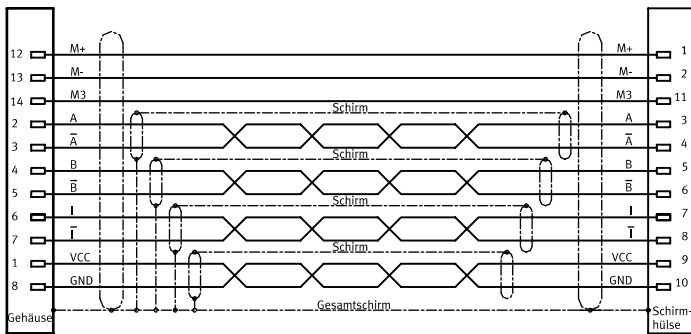 12 M+ M+ 1
13 M- M- 2
14 M3 M3 11
Schirm
2 A A 3
3 A̅ A̅ 4
Schirm
4 B B 5
5 B̅ B̅ 6
Schirm
6 I I 7
7 I̅ I̅ 8
Schirm
1 VCC VCC 9
8 GND GND 10
Gesamtschirm
Gehäuse
Schirm-
hülse